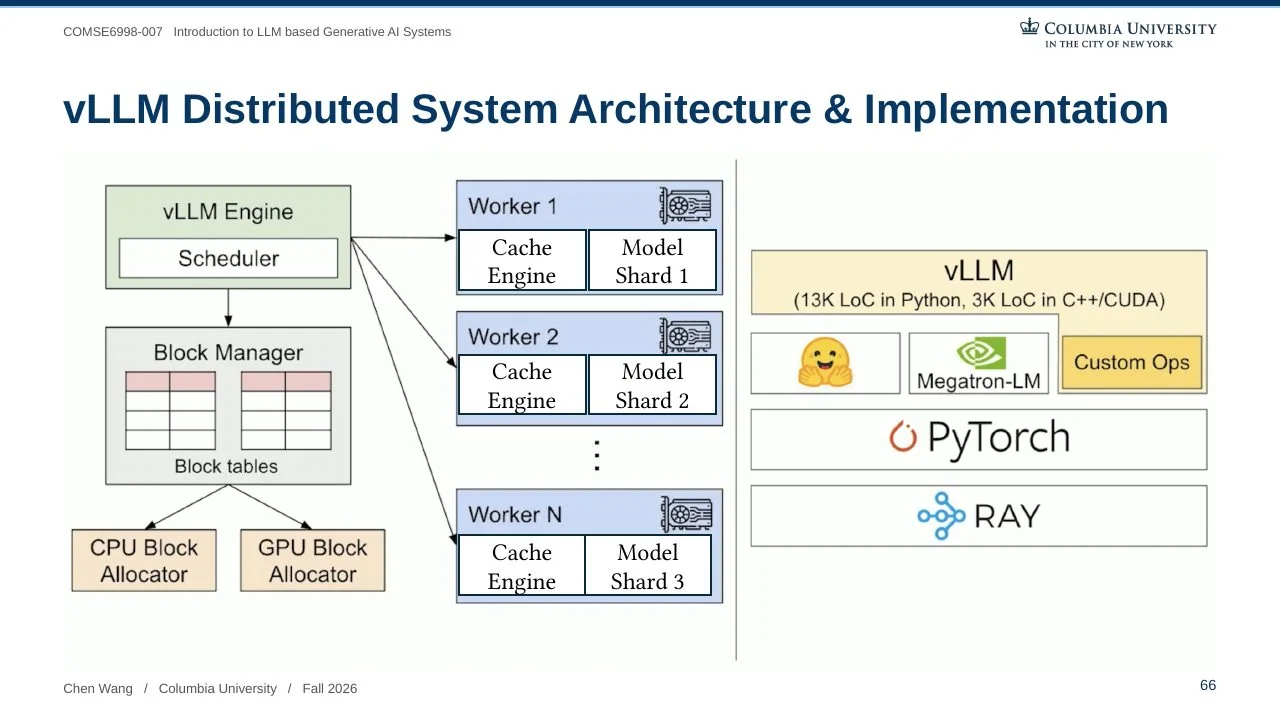 COMSE6998-007 Introduction to LLM based Generative AI Systems
COLUMBIA UNIVERSITY
IN THE CITY OF NEW YORK
vLLM Distributed System Architecture & Implementation
vLLM Engine
Scheduler
Block Manager
Block tables
CPU Block
Allocator
GPU Block
Allocator
Worker 1
Cache
Engine
Model
Shard 1
Worker 2
Cache
Engine
Model
Shard 2
Worker N
Cache
Engine
Model
Shard 3
vLLM
(13K LoC in Python, 3K LoC in C++/CUDA)
Megatron-LM
Custom Ops
PyTorch
RAY
Chen Wang / Columbia University / Fall 2026
66